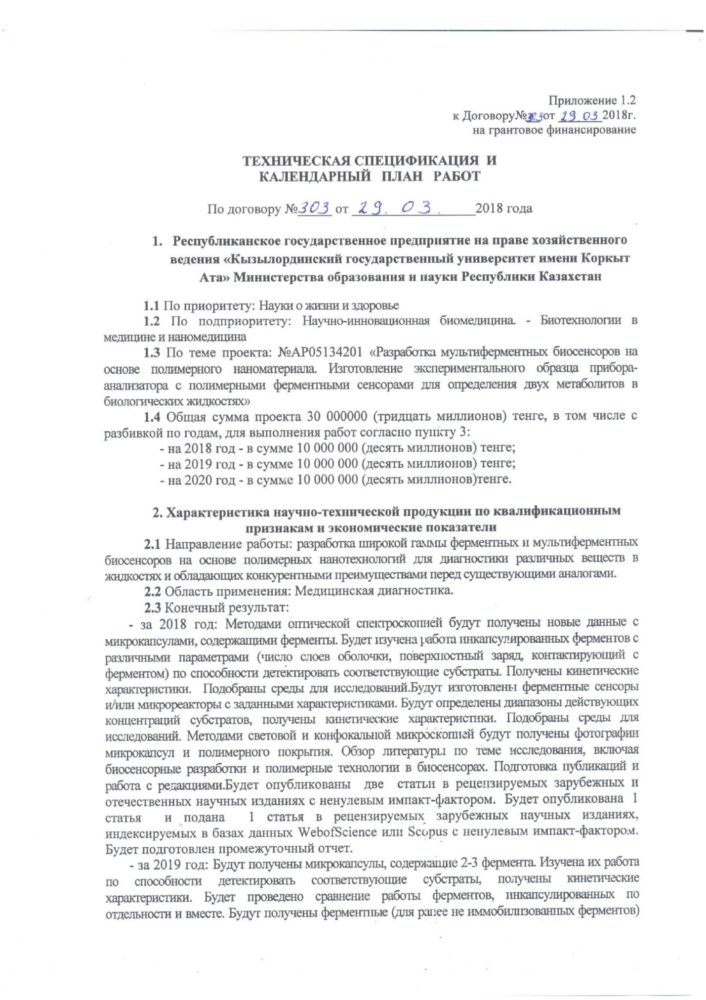 Приложение 1.2
к Договору№303от 29.03 2018г.
на грантовое финансирование
ТЕХНИЧЕСКАЯ СПЕЦИФИКАЦИЯ И
КАЛЕНДАРНЫЙ ПЛАН РАБОТ
По договору №303 от 29. 03. 2018 года
1. Республиканское государственное предприятие на праве хозяйственного
ведения «Кызылординский государственный университет имени Коркыт
Ата» Министерства образования и науки Республики Казахстан
1.1 По приоритету: Науки о жизни и здоровье
1.2 По подприоритету: Научно-инновационная биомедицина. - Биотехнологии в
медицине и наномедицина
1.3 По теме проекта: №АР05134201 «Разработка мультиферментных биосенсоров на
основе полимерного наноматериала. Изготовление экспериментального образца прибора-
анализатора с полимерными ферментными сенсорами для определения двух метаболитов в
биологических жидкостях»
1.4 Общая сумма проекта 30 000000 (тридцать миллионов) тенге, в том числе с
разбивкой по годам, для выполнения работ согласно пункту 3:
- на 2018 год - в сумме 10 000 000 (десять миллионов) тенге;
- на 2019 год - в сумме 10 000 000 (десять миллионов) тенге;
- на 2020 год - в сумме 10 000 000 (десять миллионов)тенге.
2. Характеристика научно-технической продукции по квалификационным
признакам и экономические показатели
2.1 Направление работы: разработка широкой гаммы ферментных и мультиферментных
биосенсоров на основе полимерных нанотехнологий для диагностики различных веществ в
жидкостях и обладающих конкурентными преимуществами перед существующими аналогами.
2.2 Область применения: Медицинская диагностика.
2.3 Конечный результат:
- за 2018 год: Методами оптической спектроскопией будут получены новые данные с
микрокапсулами, содержащими ферменты. Будет изучена работа инкапсулированных ферментов с
различными параметрами (число слоев оболочки, поверхностный заряд, контактирующий с
ферментом) по способности детектировать соответствующие субстраты. Получены кинетические
характеристики. Подобраны среды для исследований.Будут изготовлены ферментные сенсоры
и/или микрореакторы с заданными характеристиками. Будут определены диапазоны действующих
концентраций субстратов, получены кинетические характеристики. Подобраны среды для
исследований. Методами световой и конфокальной микроскопией будут получены фотографии
микрокапсул и полимерного покрытия. Обзор литературы по теме исследования, включая
биосенсорные разработки и полимерные технологии в биосенсорах. Подготовка публикаций и
работа с редакциями.Будет опубликованы две статьи в рецензируемых зарубежных и
отечественных научных изданиях с ненулевым импакт-фактором. Будет опубликована 1
статья и подана 1 статья в рецензируемых зарубежных научных изданиях,
индексируемых в базах данных WebofScience или Scopus с ненулевым импакт-фактором.
Будет подготовлен промежуточный отчет.
- за 2019 год: Будут получены микрокапсулы, содержащие 2-3 фермента. Изучена их работа
по способности детектировать соответствующие субстраты, получены кинетические
характеристики. Будет проведено сравнение работы ферментов, инкапсулированных по
отдельности и вместе. Будут получены ферментные (для ранее не иммобилизованных ферментов)